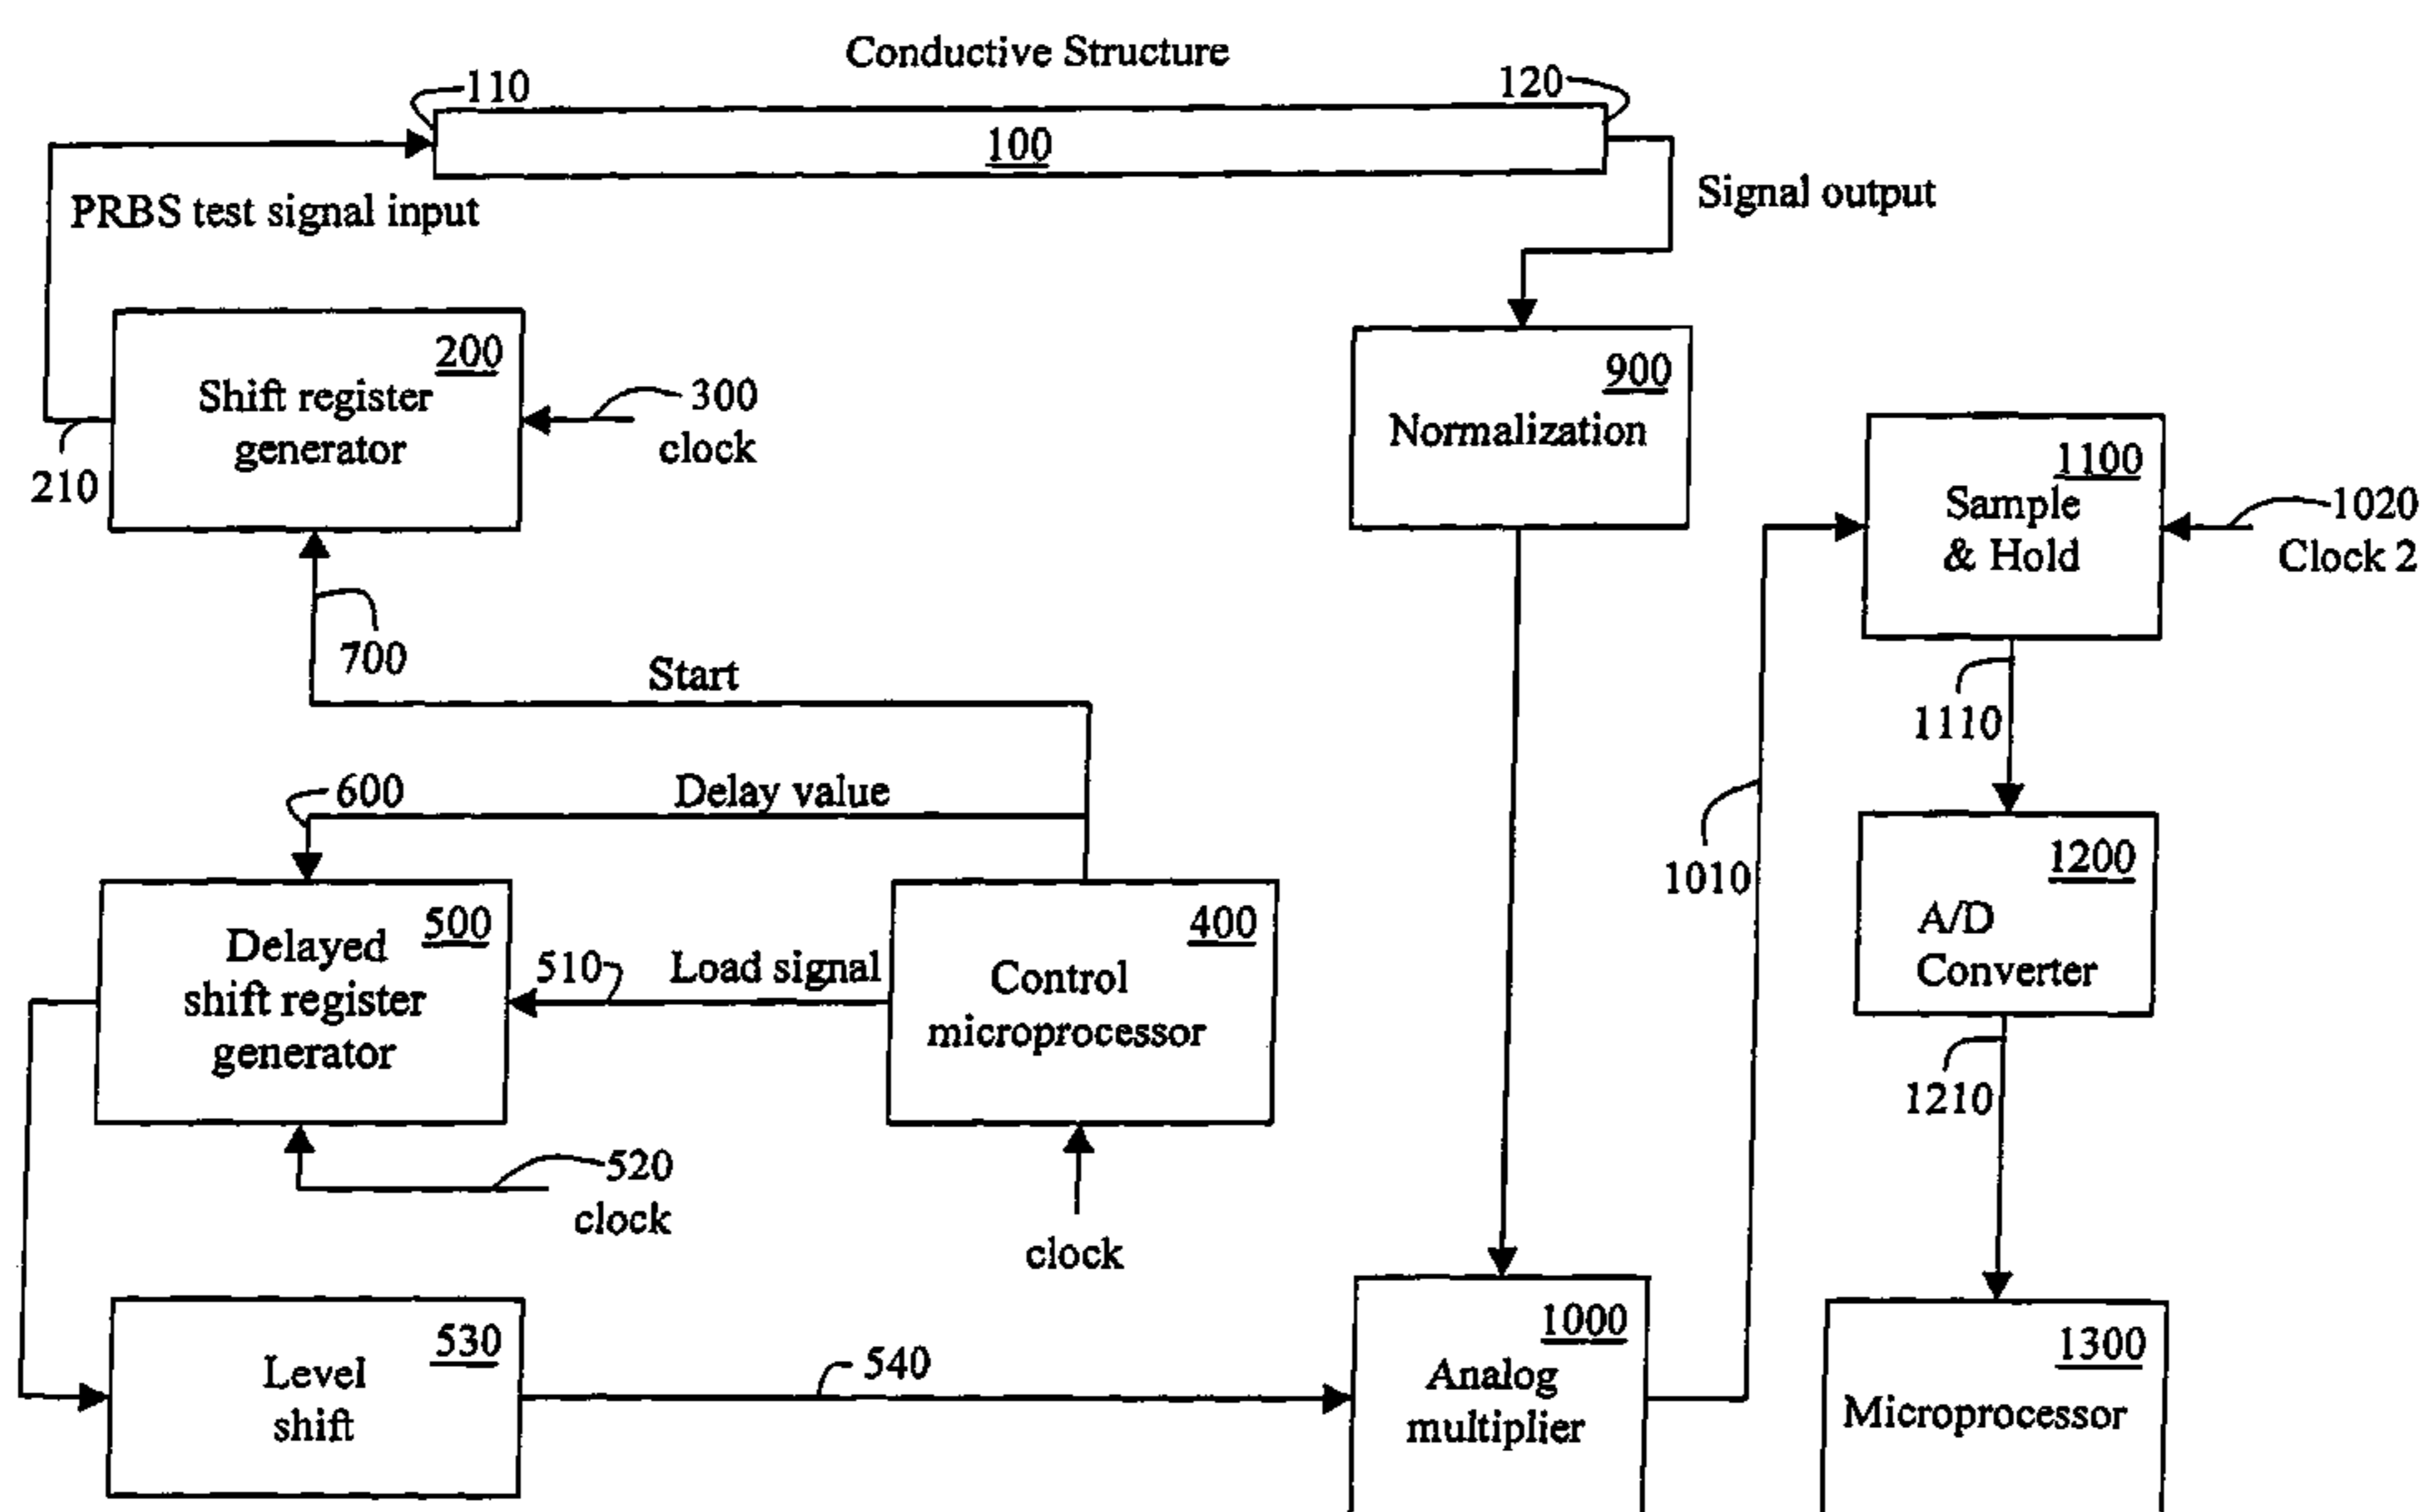 Conductive Structure
110
120
100
PRBS test signal input
Signal output
200
Shift register
generator
300
clock
210
900
Normalization
1100
Sample
& Hold
1020
Clock 2
700
Start
1110
600
Delay value
1010
1200
A/D
Converter
500
Delayed
shift register
generator
510
Load signal
400
Control
microprocessor
1210
520
clock
clock
530
Level
shift
540
1000
Analog
multiplier
1300
Microprocessor